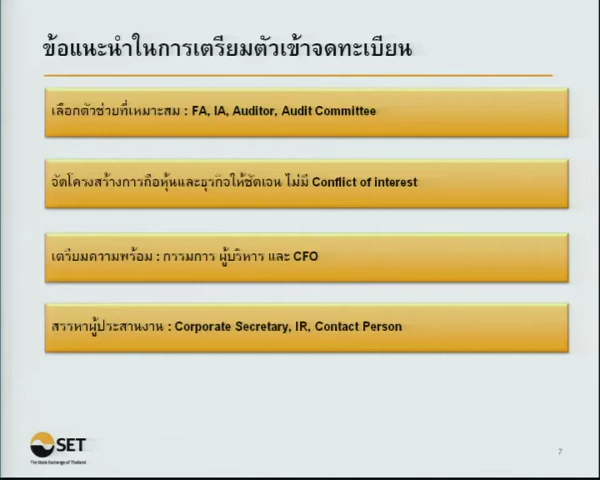 ข้อแนะนำในการเตรียมตัวเข้าจดทะเบียน
เลือกตัวช่วยที่เหมาะสม : FA, IA, Auditor, Audit Committee
จัดโครงสร้างการถือหุ้นและธุรกิจให้ชัดเจน ไม่มี Conflict of interest
เตรียมความพร้อม : กรรมการ ผู้บริหาร และ CFO
สรรหาผู้ประสานงาน : Corporate Secretary, IR, Contact Person
SET
The Stock Exchange of Thailand
7